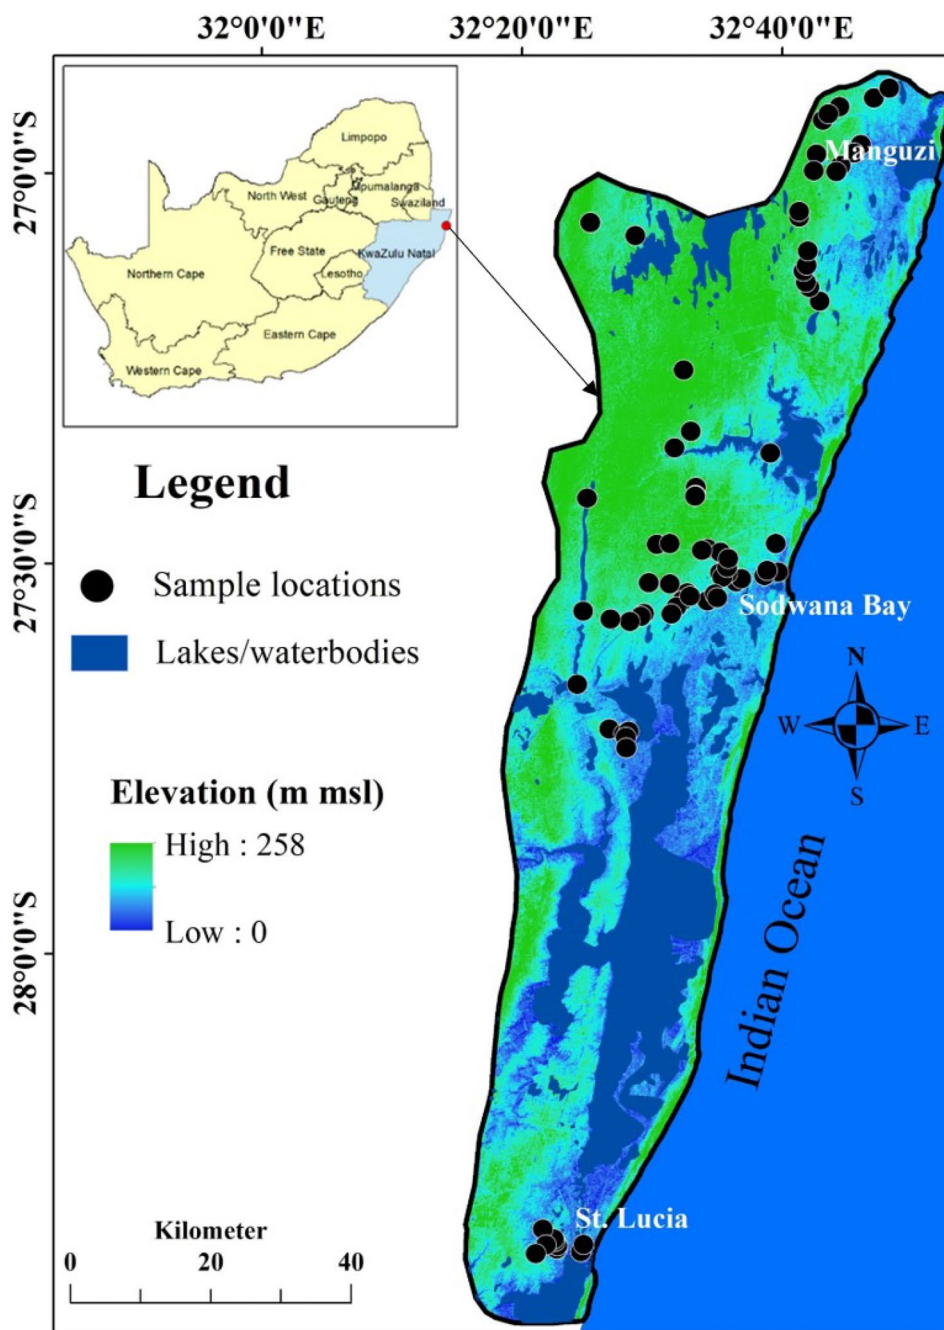 32°0'0"E 32°20'0"E 32°40'0"E
27°0'0"S
27°30'0"S
28°0'0"S
Limpopo
North West
Gauteng
Mpumalanga
Swaziland
Free State
KwaZulu Natal
Lesotho
Northern Cape
Eastern Cape
Western Cape
Manguzi
Legend
Sample locations
Lakes/waterbodies
Sodwana Bay
N
W E
S
Elevation (m msl)
High : 258
Low : 0
Indian Ocean
St. Lucia
Kilometer
0 20 40